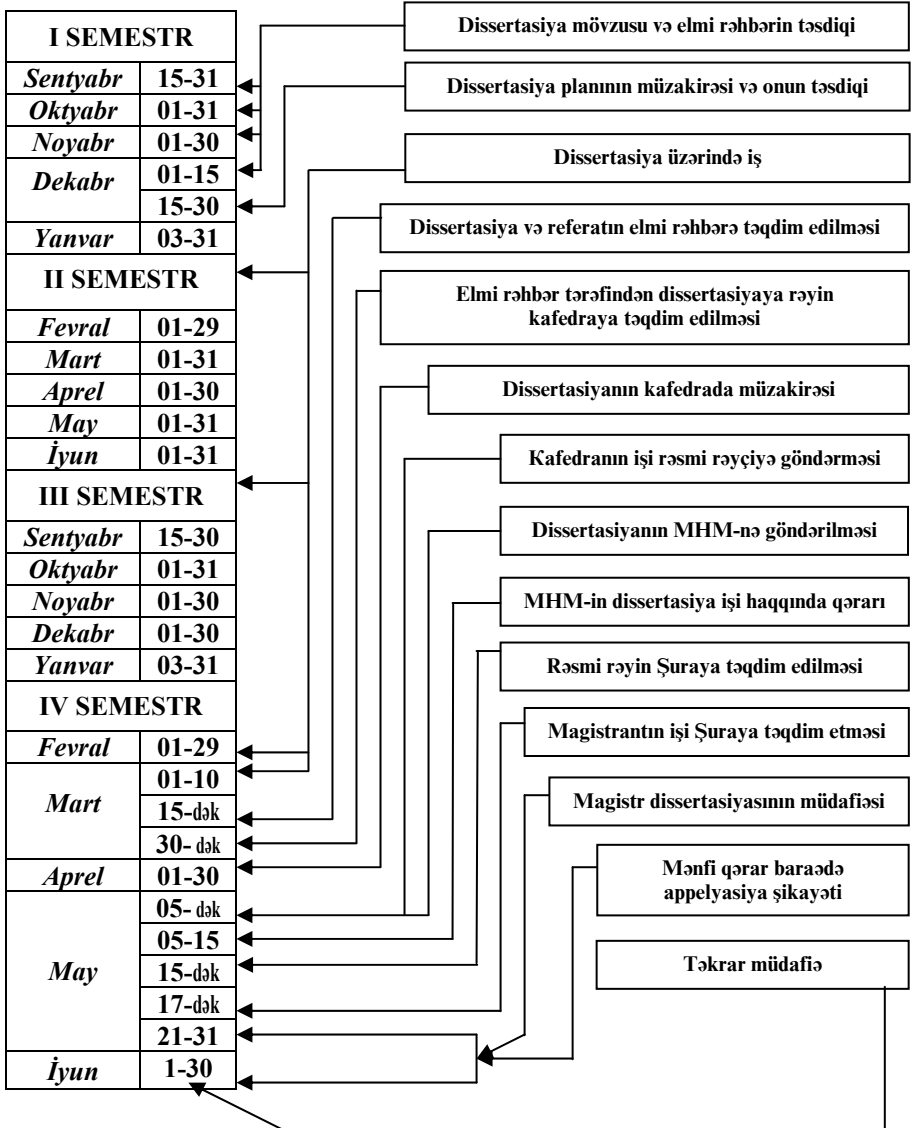 I SEMESTR
Sentyabr 15-31
Oktyabr 01-31
Noyabr 01-30
Dekabr 01-15
15-30
Yanvar 03-31
II SEMESTR
Fevral 01-29
Mart 01-31
Aprel 01-30
May 01-31
İyun 01-31
III SEMESTR
Sentyabr 15-30
Oktyabr 01-31
Noyabr 01-30
Dekabr 01-30
Yanvar 03-31
IV SEMESTR
Fevral 01-29
Mart 01-10
15-dək
30- dək
Aprel 01-30
May 05- dək
05-15
15-dək
17-dək
21-31
İyun 1-30
Dissertasiya mövzusu və elmi rəhbərin təsdiqi
Dissertasiya planının müzakirəsi və onun təsdiqi
Dissertasiya üzərində iş
Dissertasiya və referatın elmi rəhbərə təqdim edilməsi
Elmi rəhbər tərəfindən dissertasiyaya rəyin
kafedraya təqdim edilməsi
Dissertasiyanın kafedrada müzakirəsi
Kafedranın işi rəsmi rəyçiyə göndərməsi
Dissertasiyanın MHM-nə göndərilməsi
MHM-in dissertasiya işi haqqında qərarı
Rəsmi rəyin Şuraya təqdim edilməsi
Magistrantın işi Şuraya təqdim etməsi
Magistr dissertasiyasının müdafiəsi
Mənfi qərar baraədə
appelyasiya şikayəti
Təkrar müdafiə